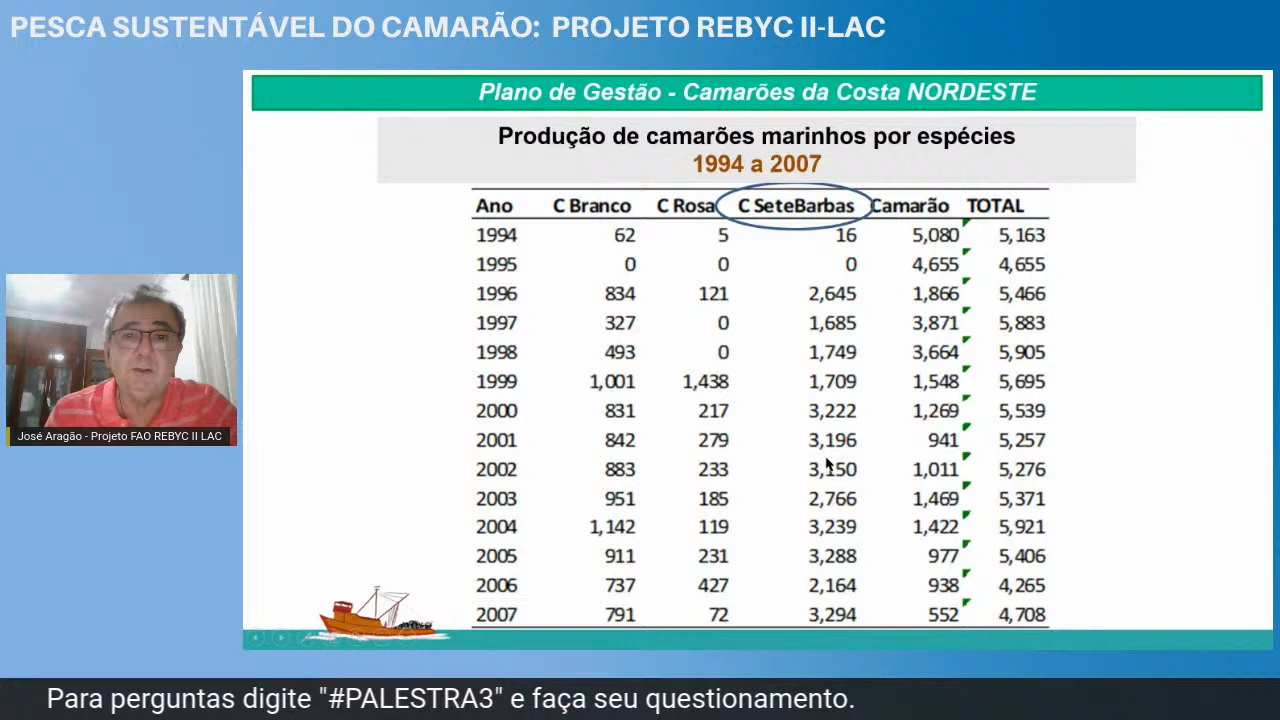 PESCA SUSTENTÁVEL DO CAMARÃO: PROJETO REBYC II-LAC
Plano de Gestão - Camarões da Costa NORDESTE
Produção de camarões marinhos por espécies
1994 a 2007
Ano C Branco C Rosa C SeteBarbas Camarão TOTAL
1994 62 5 16 5,080 5,163
1995 0 0 0 4,655 4,655
1996 834 121 2,645 1,866 5,466
1997 327 0 1,685 3,871 5,883
1998 493 0 1,749 3,664 5,905
1999 1,001 1,438 1,709 1,548 5,695
2000 831 217 3,222 1,269 5,539
2001 842 279 3,196 941 5,257
2002 883 233 3,150 1,011 5,276
2003 951 185 2,766 1,469 5,371
2004 1,142 119 3,239 1,422 5,921
2005 911 231 3,288 977 5,406
2006 737 427 2,164 938 4,265
2007 791 72 3,294 552 4,708
José Aragão - Projeto FAO REBYC II LAC
Para perguntas digite "#PALESTRA3" e faça seu questionamento.